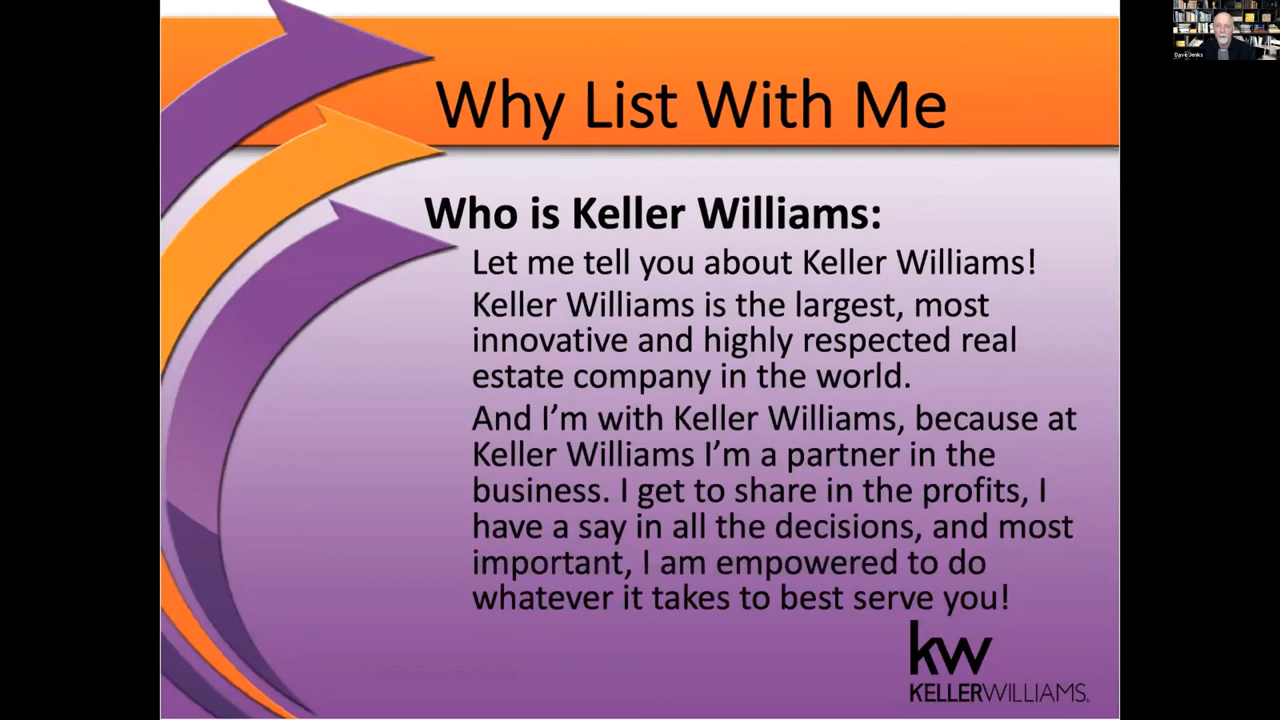 Why List With Me
Who is Keller Williams:
Let me tell you about Keller Williams!
Keller Williams is the largest, most
innovative and highly respected real
estate company in the world.
And I’m with Keller Williams, because at
Keller Williams I’m a partner in the
business. I get to share in the profits, I
have a say in all the decisions, and most
important, I am empowered to do
whatever it takes to best serve you!
kw
KELLERWILLIAMS.
Dave Jenks